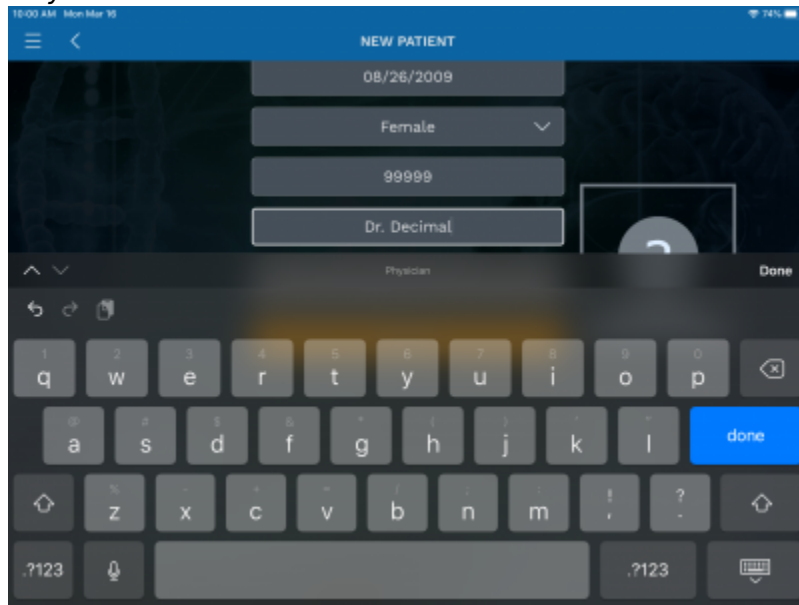 10:00 AM Mon Mar 16 74%
NEW PATIENT
08/26/2009
Female
99999
Dr. Decimal
Physician Done
1 2 3 4 5 6 7 8 9 0
q w e r t y u i o p
@ # $ & * ( ) ' "
a s d f g h j k l done
% - + = / ; : ! ?
z x c v b n m , .
.?123 .?123